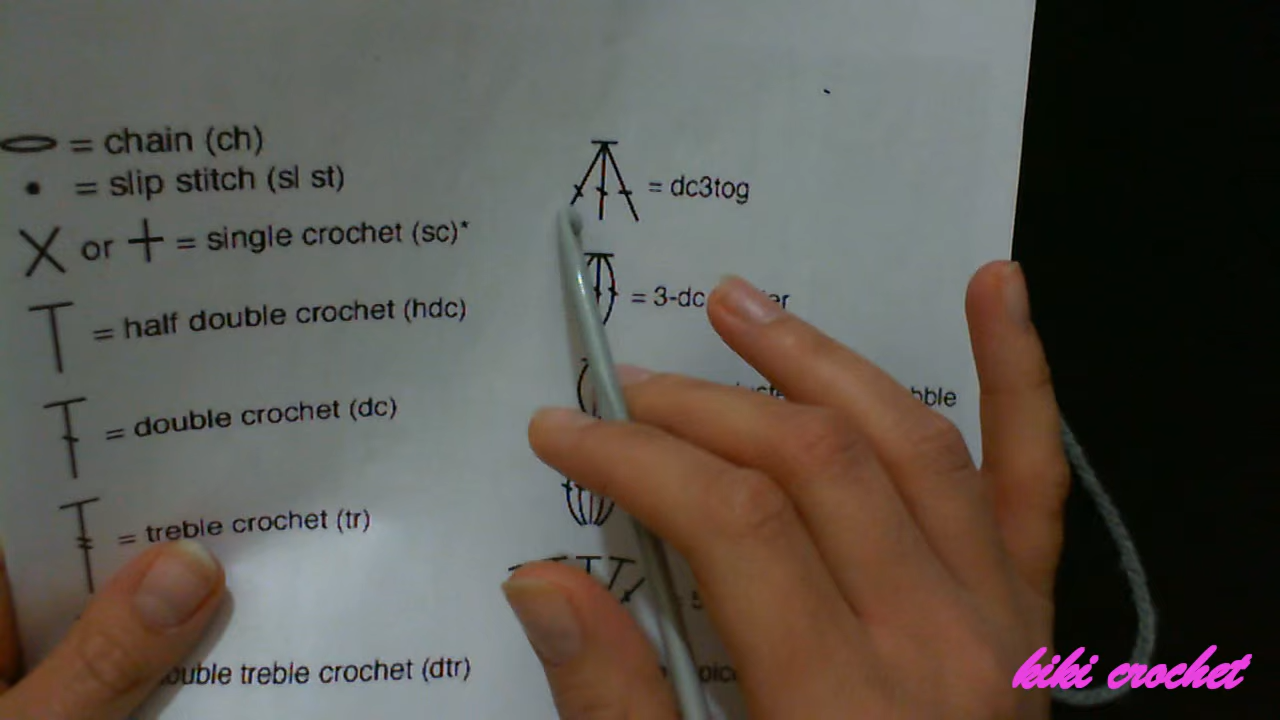 = chain (ch)
= slip stitch (sl st)
X or + = single crochet (sc)*
= half double crochet (hdc)
= double crochet (dc)
= treble crochet (tr)
treble crochet (dtr)
= dc3tog
= 3-dc
kiki crochet